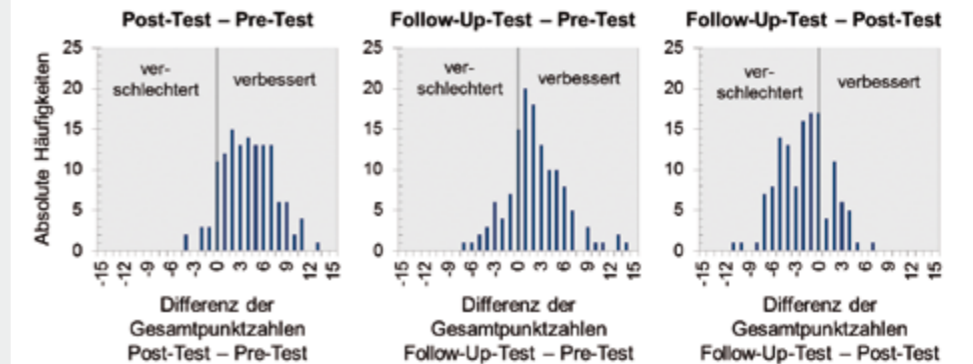 Post-Test – Pre-Test
Follow-Up-Test – Pre-Test
Follow-Up-Test – Post-Test
Absolute Häufigkeiten
25
20
15
10
5
0
ver-
schlechtert
verbessert
-15 -12 -9 -6 -3 0 3 6 9 12 15
Differenz der
Gesamtpunktzahlen
Post-Test – Pre-Test
25
20
15
10
5
0
ver-
schlechtert
verbessert
-15 -12 -9 -6 -3 0 3 6 9 12 15
Differenz der
Gesamtpunktzahlen
Follow-Up-Test – Pre-Test
25
20
15
10
5
0
ver-
schlechtert
verbessert
-15 -12 -9 -6 -3 0 3 6 9 12 15
Differenz der
Gesamtpunktzahlen
Follow-Up-Test – Post-Test